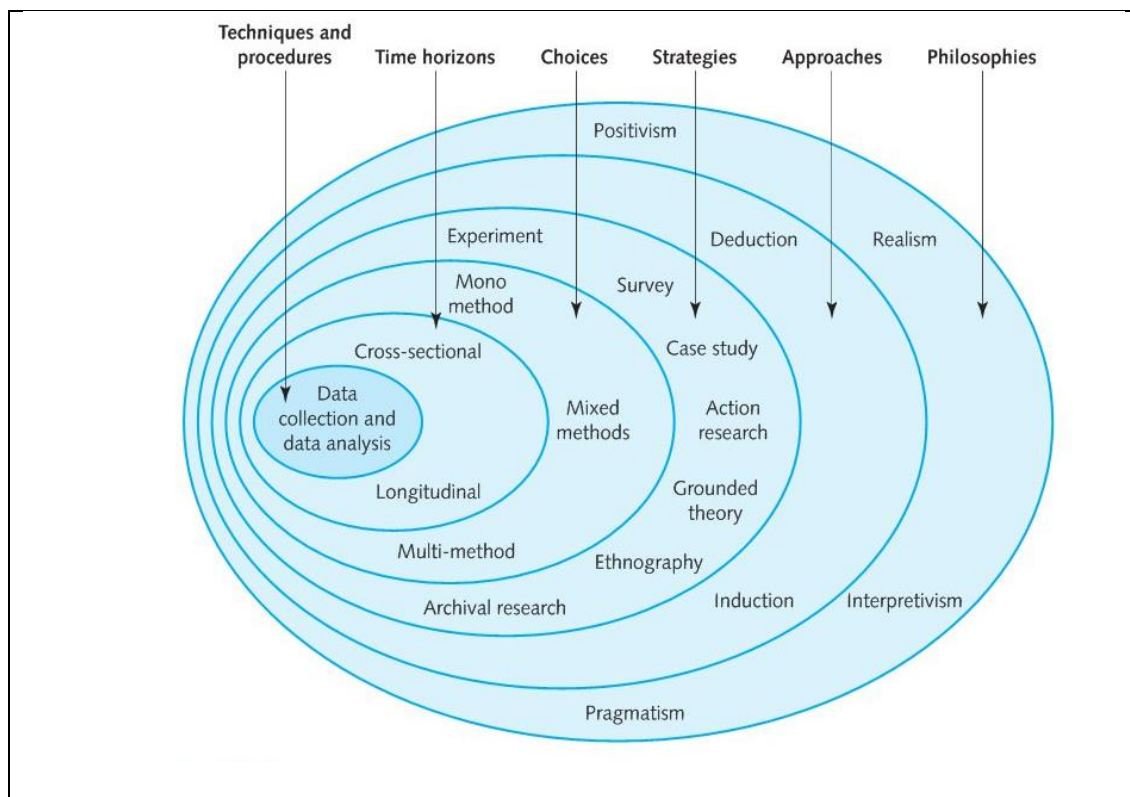 Techniques and
procedures
Time horizons
Choices
Strategies
Approaches
Philosophies
Positivism
Experiment
Deduction
Realism
Mono
method
Survey
Cross-sectional
Case study
Data
collection and
data analysis
Mixed
methods
Action
research
Longitudinal
Grounded
theory
Multi-method
Ethnography
Archival research
Induction
Interpretivism
Pragmatism